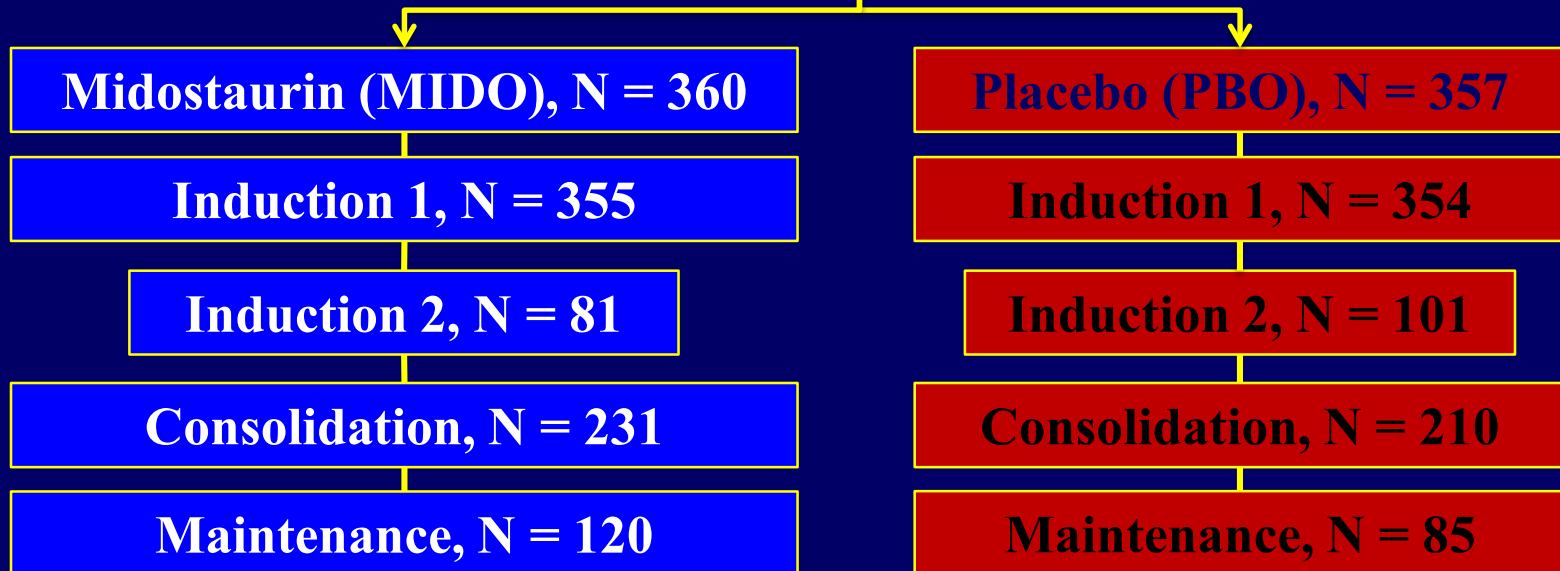 Midostaurin (MIDO), N = 360
Induction 1, N = 355
Induction 2, N = 81
Consolidation, N = 231
Maintenance, N = 120
Placebo (PBO), N = 357
Induction 1, N = 354
Induction 2, N = 101
Consolidation, N = 210
Maintenance, N = 85